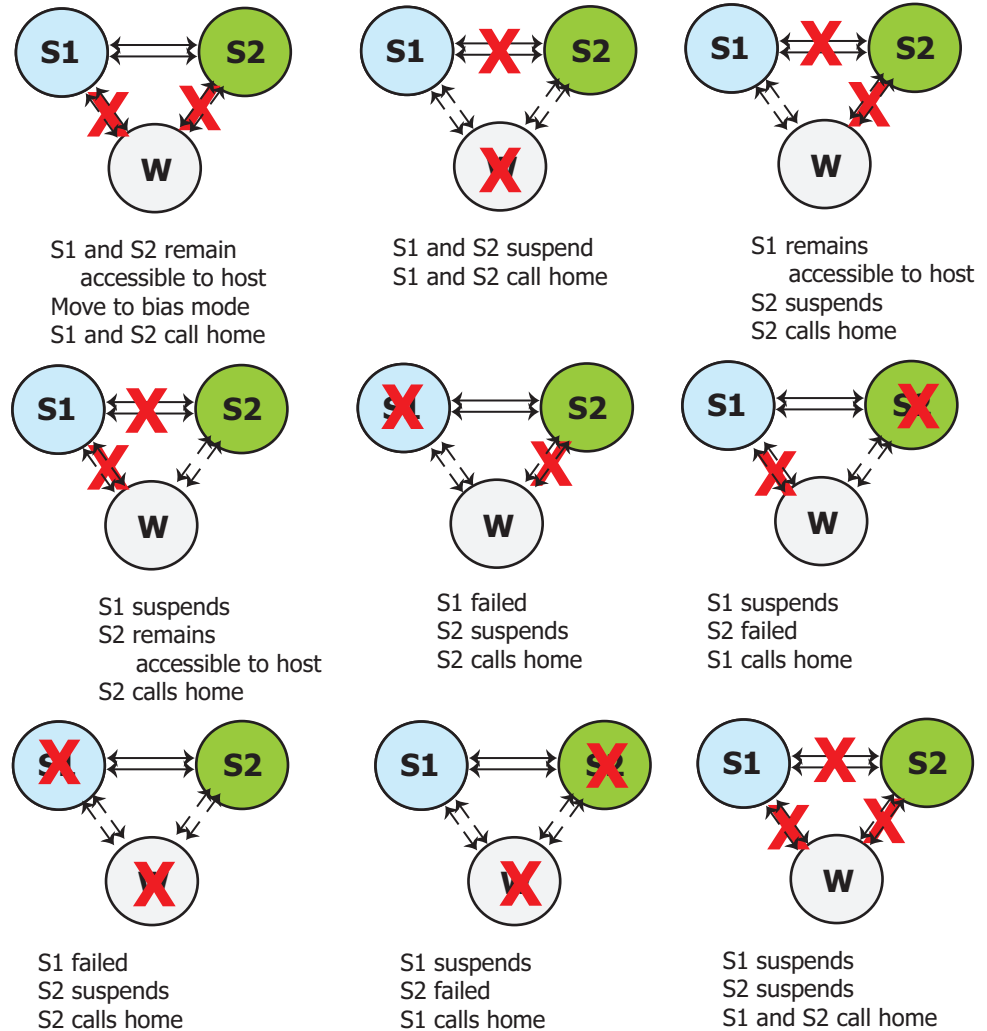 S1 S2
W
S1 and S2 remain
accessible to host
Move to bias mode
S1 and S2 call home
S1 S2
W
S1 and S2 suspend
S1 and S2 call home
S1 S2
W
S1 remains
accessible to host
S2 suspends
S2 calls home
S1 S2
W
S1 suspends
S2 remains
accessible to host
S2 calls home
S1 S2
W
S1 failed
S2 suspends
S2 calls home
S1 S2
W
S1 suspends
S2 failed
S1 calls home
S1 S2
W
S1 failed
S2 suspends
S2 calls home
S1 S2
W
S1 suspends
S2 failed
S1 calls home
S1 S2
W
S1 suspends
S2 suspends
S1 and S2 call home